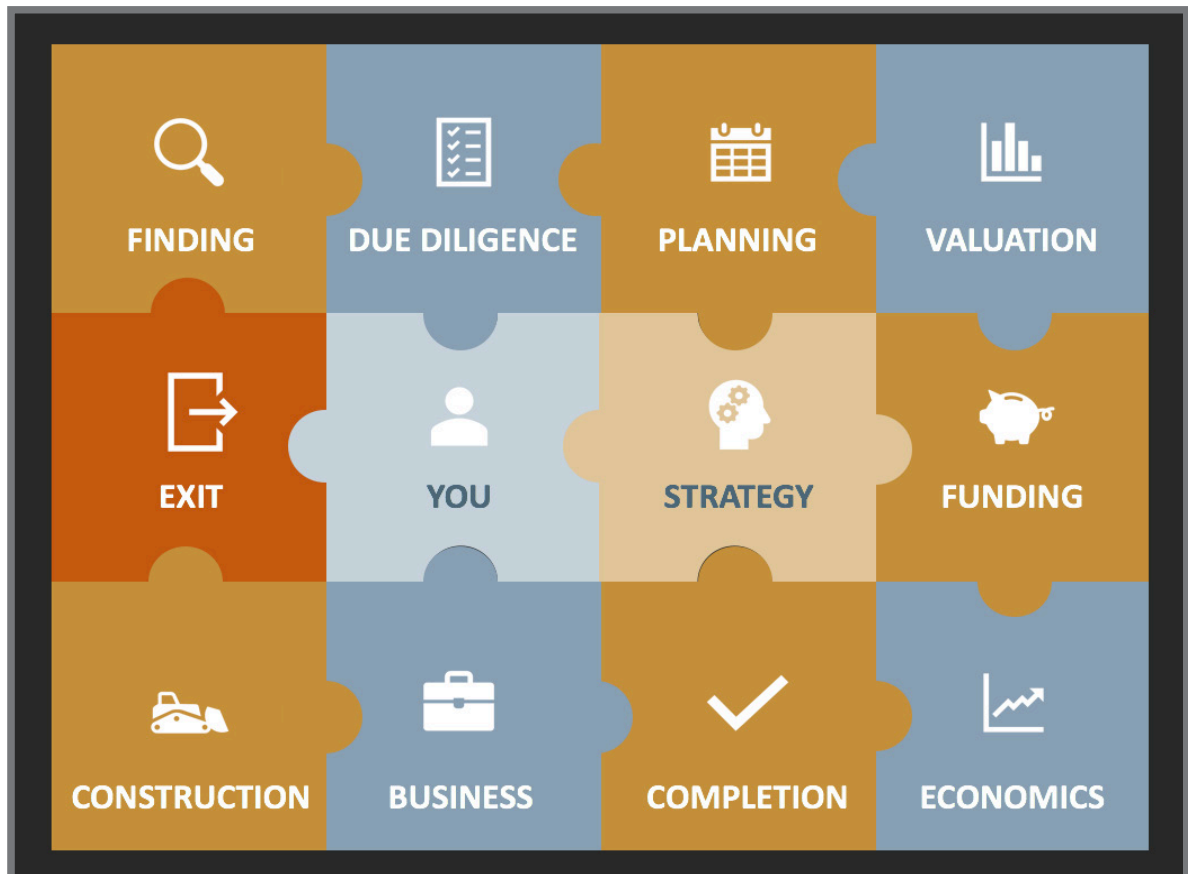 FINDING
DUE DILIGENCE
PLANNING
VALUATION
EXIT
YOU
STRATEGY
FUNDING
CONSTRUCTION
BUSINESS
COMPLETION
ECONOMICS